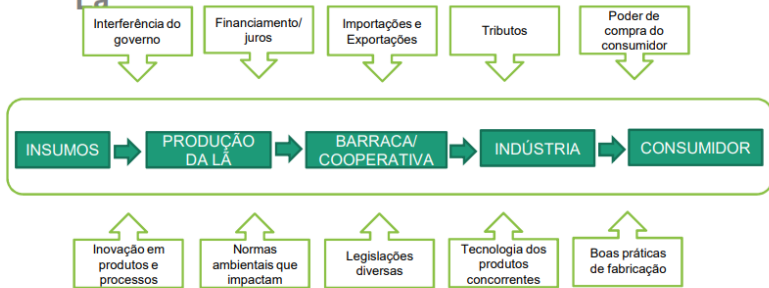 Lã
Interferência do
governo
Financiamento/
juros
Importações e
Exportações
Tributos
Poder de
compra do
consumidor
INSUMOS
PRODUÇÃO
DA LÃ
BARRACA/
COOPERATIVA
INDÚSTRIA
CONSUMIDOR
Inovação em
produtos e
processos
Normas
ambientais que
impactam
Legislações
diversas
Tecnologia dos
produtos
concorrentes
Boas práticas
de fabricação